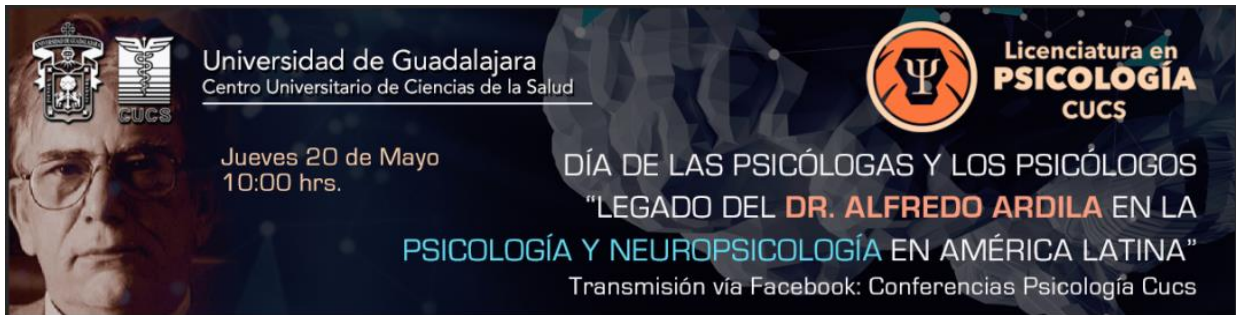 Universidad de Guadalajara
Centro Universitario de Ciencias de la Salud
CUCS
Licenciatura en
PSICOLOGÍA
CUCS
Jueves 20 de Mayo
10:00 hrs.
DÍA DE LAS PSICÓLOGAS Y LOS PSICÓLOGOS
“LEGADO DEL DR. ALFREDO ARDILA EN LA
PSICOLOGÍA Y NEUROPSICOLOGÍA EN AMÉRICA LATINA”
Transmisión vía Facebook: Conferencias Psicología Cucs